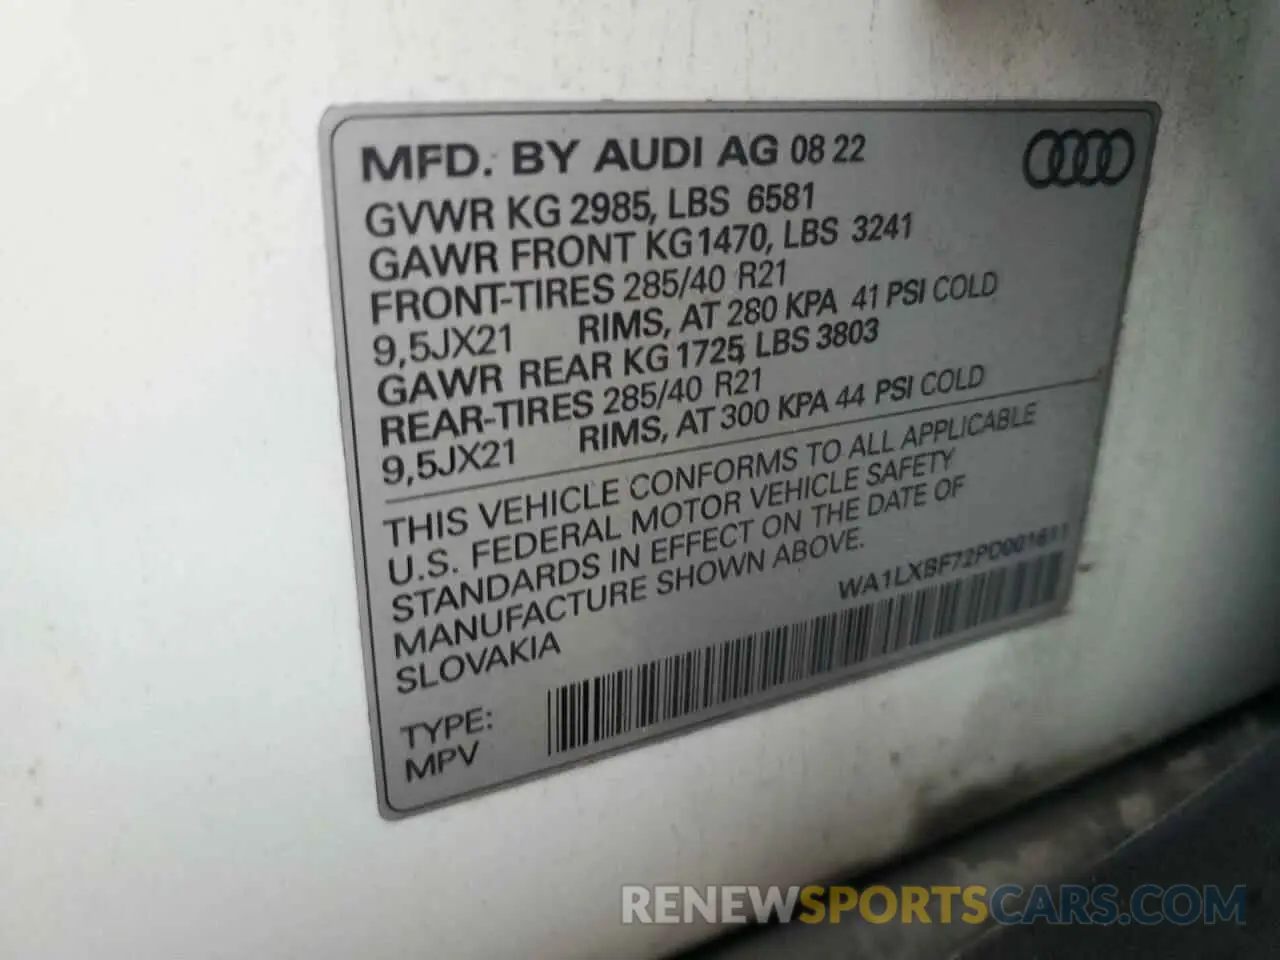 MFD. BY AUDI AG 08 22
GVWR KG 2985, LBS 6581
GAWR FRONT KG1470, LBS 3241
FRONT-TIRES 285/40 R21
9,5JX21 RIMS, AT 280 KPA 41 PSI COLD
GAWR REAR KG1725, LBS 3803
REAR-TIRES 285/40 R21
9,5JX21 RIMS, AT 300 KPA 44 PSI COLD
THIS VEHICLE CONFORMS TO ALL APPLICABLE
U.S. FEDERAL MOTOR VEHICLE SAFETY
STANDARDS IN EFFECT ON THE DATE OF
MANUFACTURE SHOWN ABOVE.
SLOVAKIA
WA1LXBF72PD001611
TYPE:
MPV
RENEWSPORTSCARS.COM